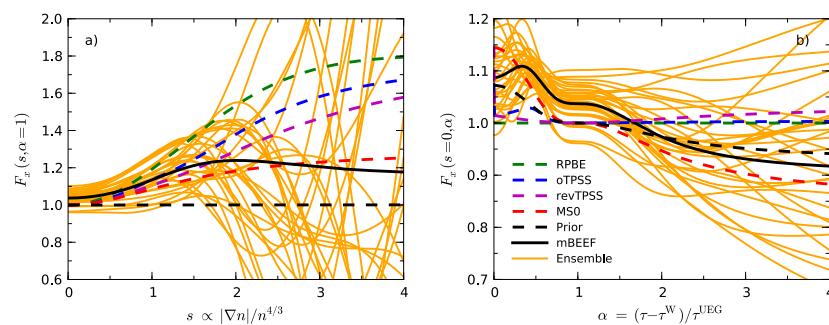 a)
2.0
1.8
1.6
1.4
1.2
1.0
0.8
0.6
F_x (s,α=1)
0 1 2 3 4
s ∝ |∇n|/n^{4/3}
b)
1.2
1.1
1.0
0.9
0.8
0.7
F_x (s=0,α)
RPBE
oTPSS
revTPSS
MS0
Prior
mBEEF
Ensemble
0 1 2 3 4
α = (τ−τ^W)/τ^{UEG}